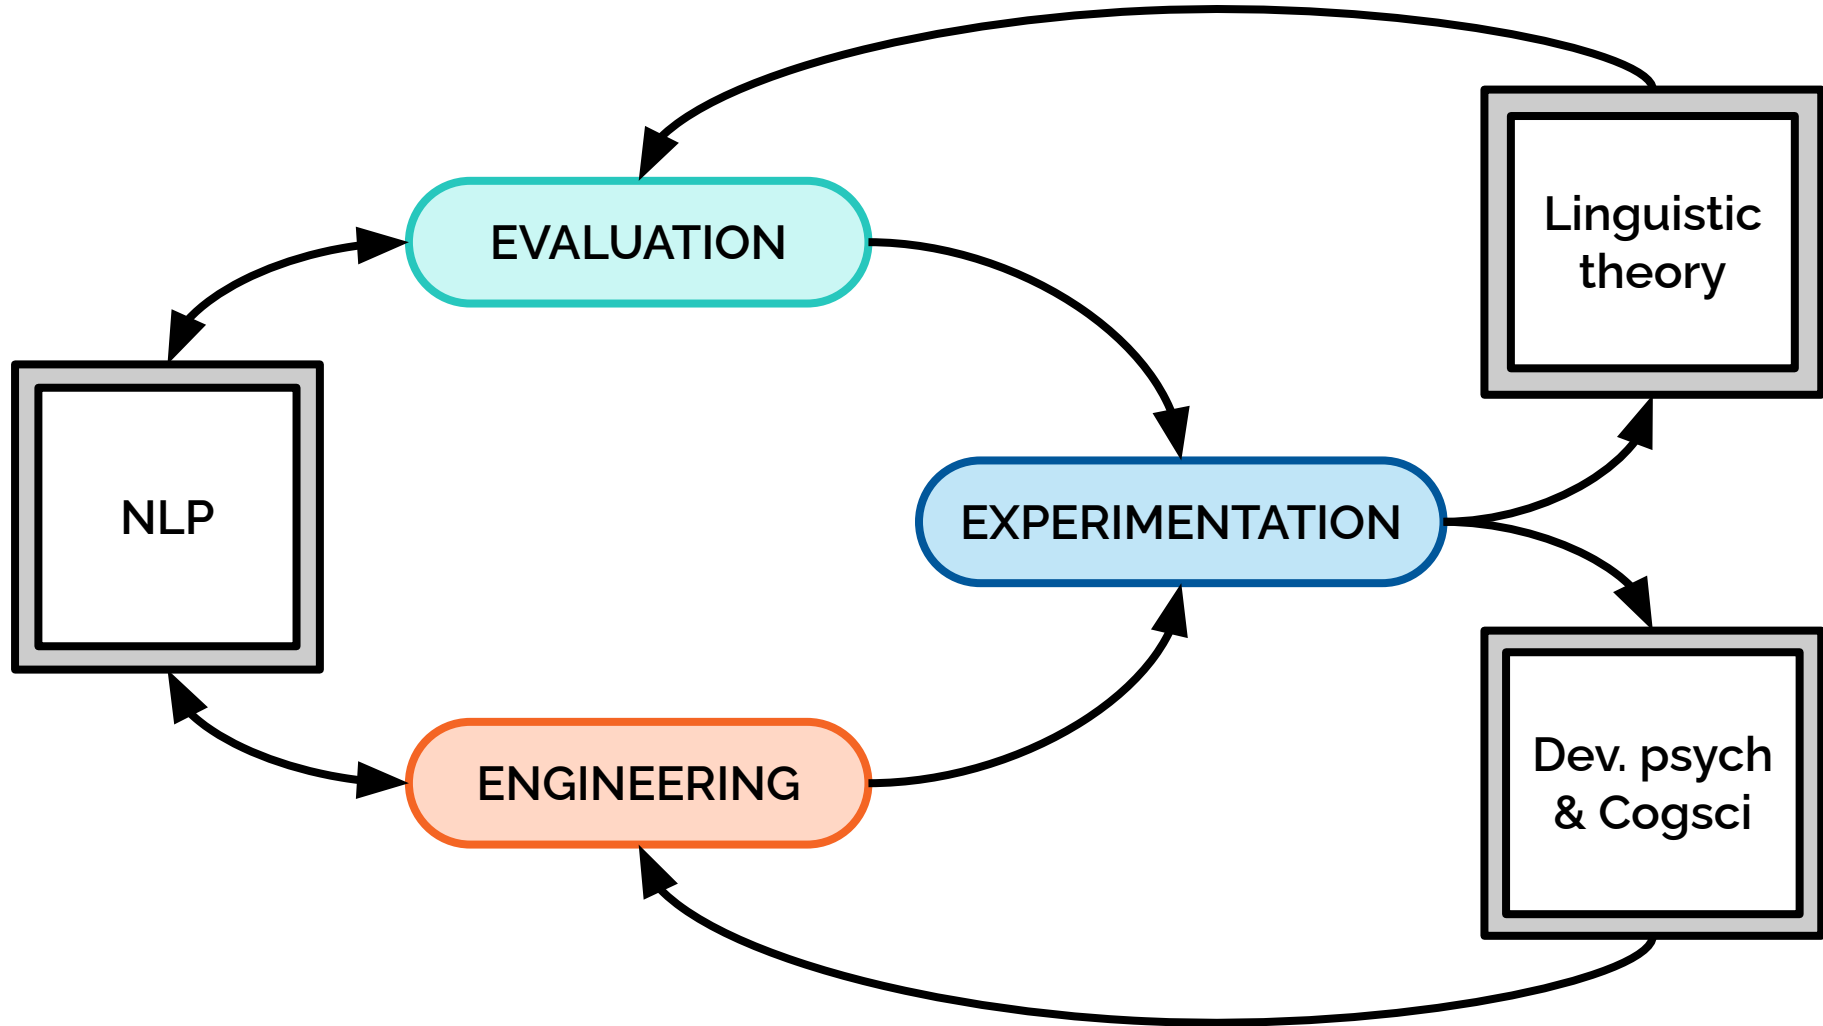 EVALUATION
Linguistic
theory
NLP
EXPERIMENTATION
ENGINEERING
Dev. psych
& Cogsci